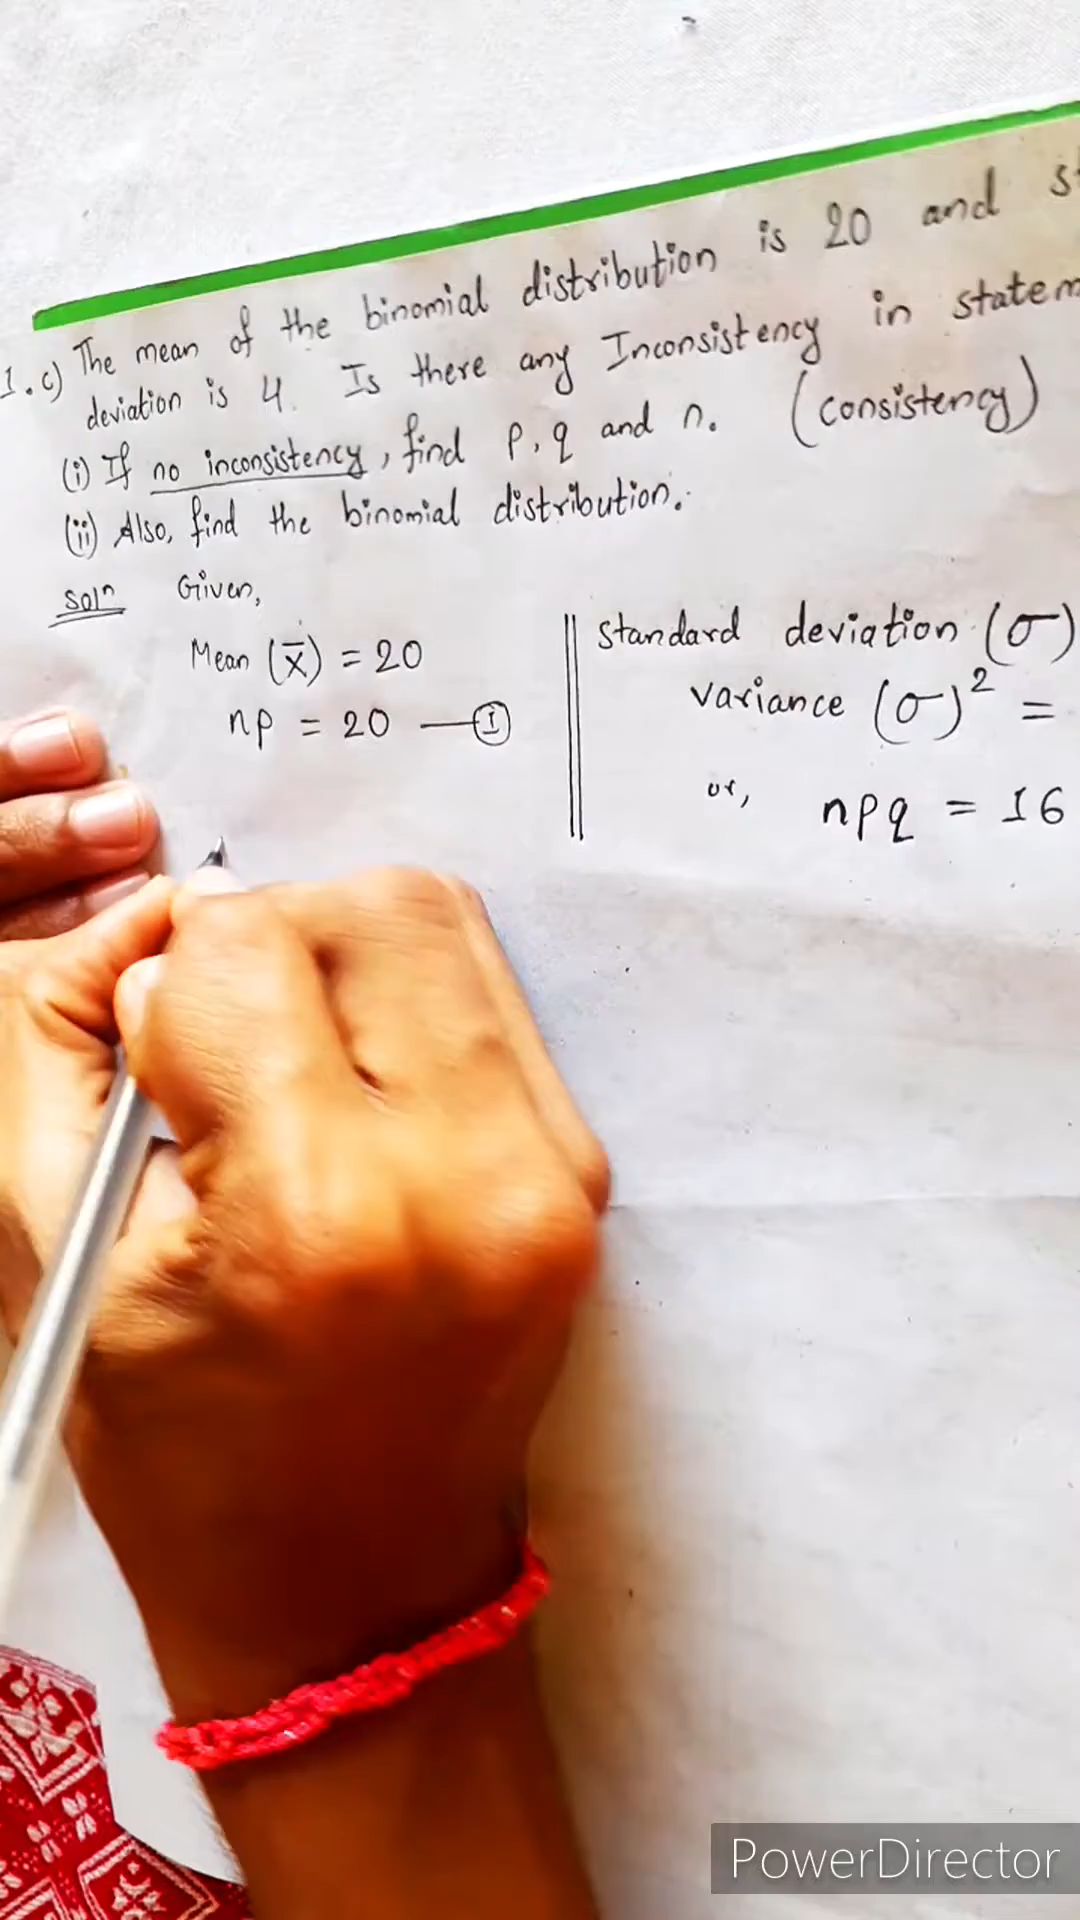 1.c) The mean of the binomial distribution is 20 and
deviation is 4. Is there any Inconsistency in
(i) If no inconsistency, find p, q and n. (consistency)
(ii) Also, find the binomial distribution.
Soln Given,
Mean (x̅) = 20
np = 20 —(I)
standard deviation (σ)
variance (σ)² =
or, npq = 16
PowerDirector